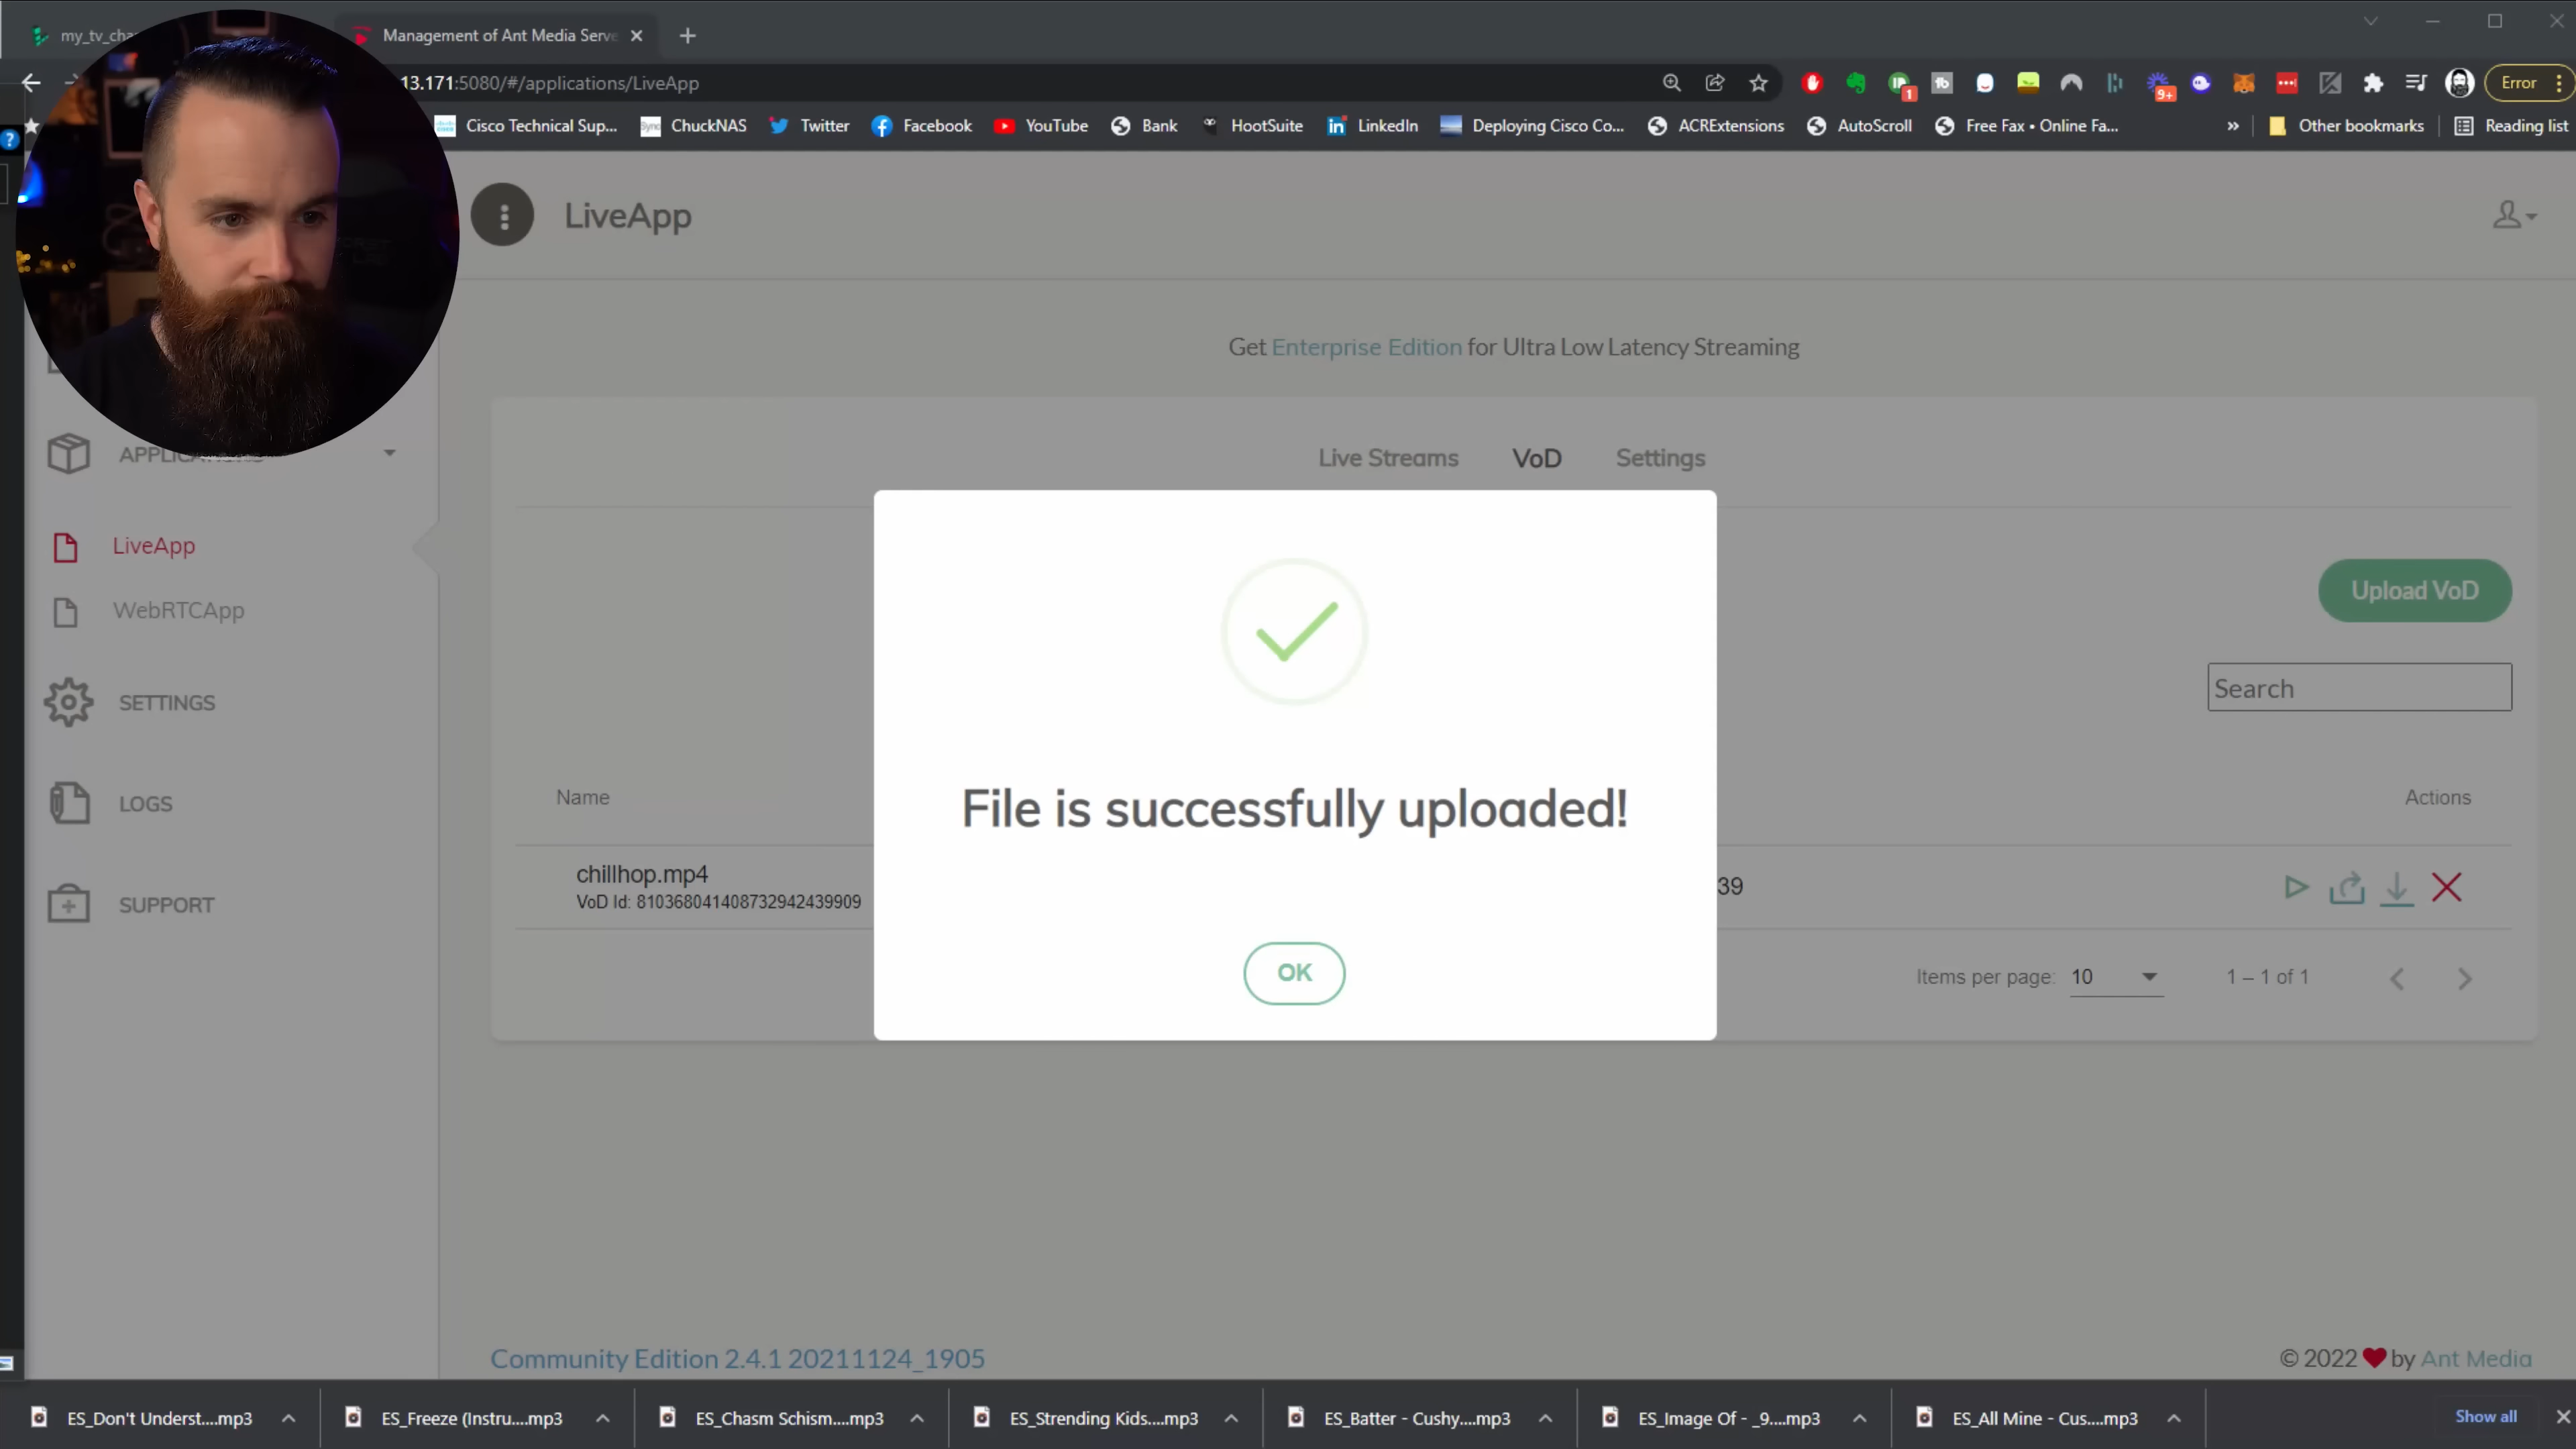 my_tv_cha
Management of Ant Media Serve
13.171:5080/#/applications/LiveApp
1
9+
Error
Cisco Technical Sup...
ChuckNAS
Twitter
Facebook
YouTube
Bank
HootSuite
LinkedIn
Deploying Cisco Co...
ACRExtensions
AutoScroll
Free Fax • Online Fa...
»
Other bookmarks
Reading list
LiveApp
Get Enterprise Edition for Ultra Low Latency Streaming
Live Streams
VoD
Settings
LiveApp
WebRTCApp
SETTINGS
LOGS
SUPPORT
Upload VoD
Search
File is successfully uploaded!
OK
Name
Actions
chillhop.mp4
VoD Id: 810368041408732942439909
39
Items per page: 10
1 – 1 of 1
Community Edition 2.4.1 20211124_1905
© 2022 ❤ by Ant Media
ES_Don't Underst....mp3
ES_Freeze (Instru....mp3
ES_Chasm Schism....mp3
ES_Strending Kids....mp3
ES_Batter - Cushy....mp3
ES_Image Of - _9....mp3
ES_All Mine - Cus....mp3
Show all